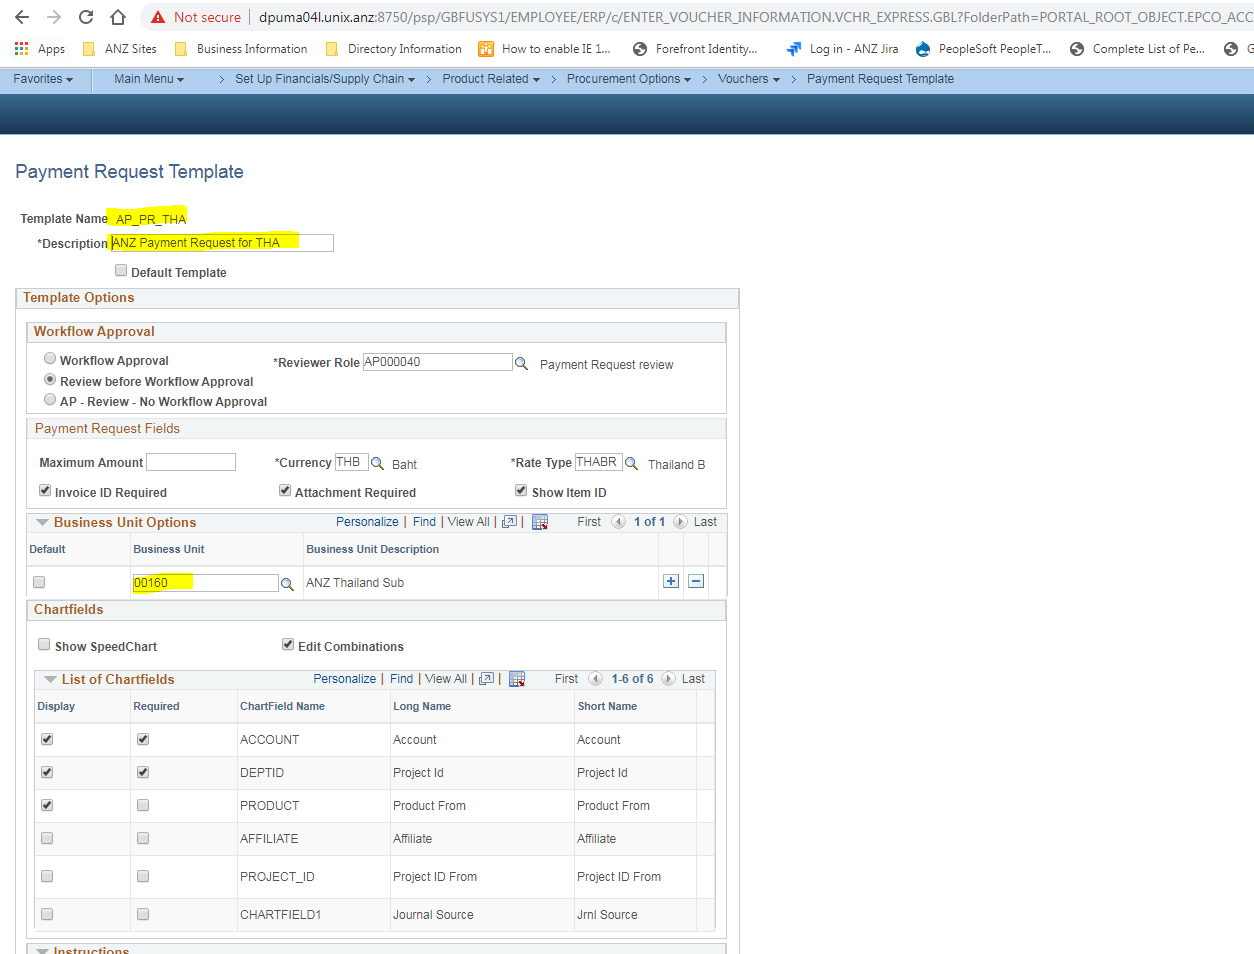 Not secure dpuma04l.unix.anz:8750/psp/GBFUSYS1/EMPLOYEE/ERP/c/ENTER_VOUCHER_INFORMATION.VCHR_EXPRESS.GBL?FolderPath=PORTAL_ROOT_OBJECT.EPCO_ACC
Apps ANZ Sites Business Information Directory Information How to enable IE 1... Forefront Identity... Log in - ANZ Jira PeopleSoft PeopleT... Complete List of Pe... G
Favorites Main Menu > Set Up Financials/Supply Chain > Product Related > Procurement Options > Vouchers > Payment Request Template
Payment Request Template
Template Name AP_PR_THA
*Description ANZ Payment Request for THA
Default Template
Template Options
Workflow Approval
Workflow Approval *Reviewer Role AP000040 Payment Request review
Review before Workflow Approval
AP - Review - No Workflow Approval
Payment Request Fields
Maximum Amount *Currency THB Baht *Rate Type THABR Thailand B
Invoice ID Required Attachment Required Show Item ID
Business Unit Options Personalize | Find | View All | | First 1 of 1 Last
Default Business Unit Business Unit Description
00160 ANZ Thailand Sub
Chartfields
Show SpeedChart Edit Combinations
List of Chartfields Personalize | Find | View All | | First 1-6 of 6 Last
Display Required ChartField Name Long Name Short Name
ACCOUNT Account Account
DEPTID Project Id Project Id
PRODUCT Product From Product From
AFFILIATE Affiliate Affiliate
PROJECT_ID Project ID From Project ID From
CHARTFIELD1 Journal Source Jrnl Source
Instructions